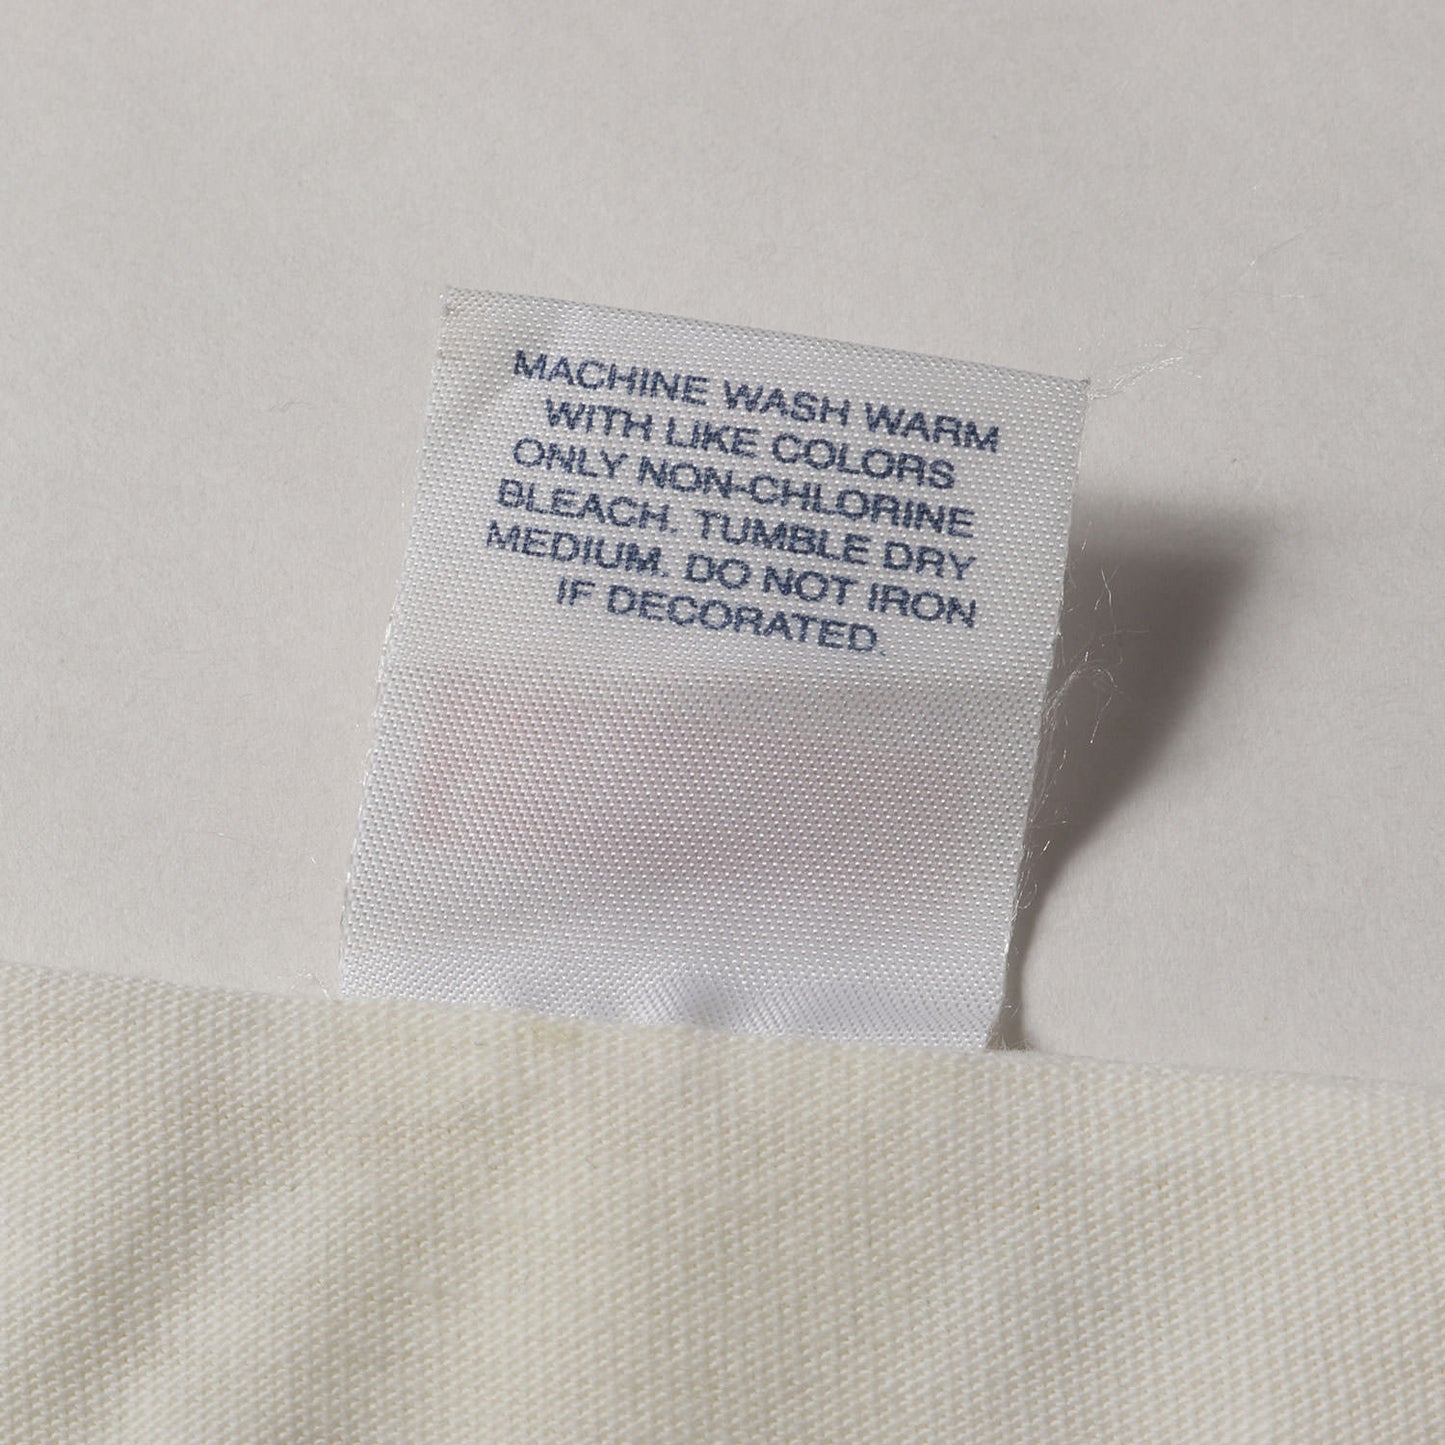 MACHINE WASH WARM
WITH LIKE COLORS
ONLY NON-CHLORINE
BLEACH. TUMBLE DRY
MEDIUM. DO NOT IRON
IF DECORATED.